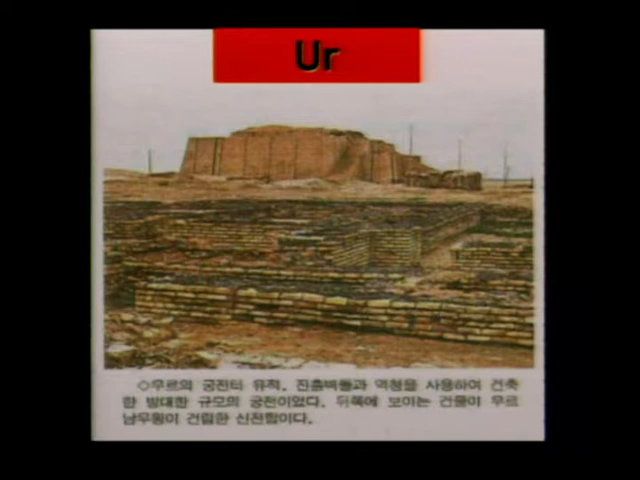 Ur
◇우르의 궁전터 유적. 진흙벽돌과 역청을 사용하여 건축
한 방대한 규모의 궁전이었다. 뒤쪽에 보이는 건물이 우르
남무왕이 건립한 신전탑이다.